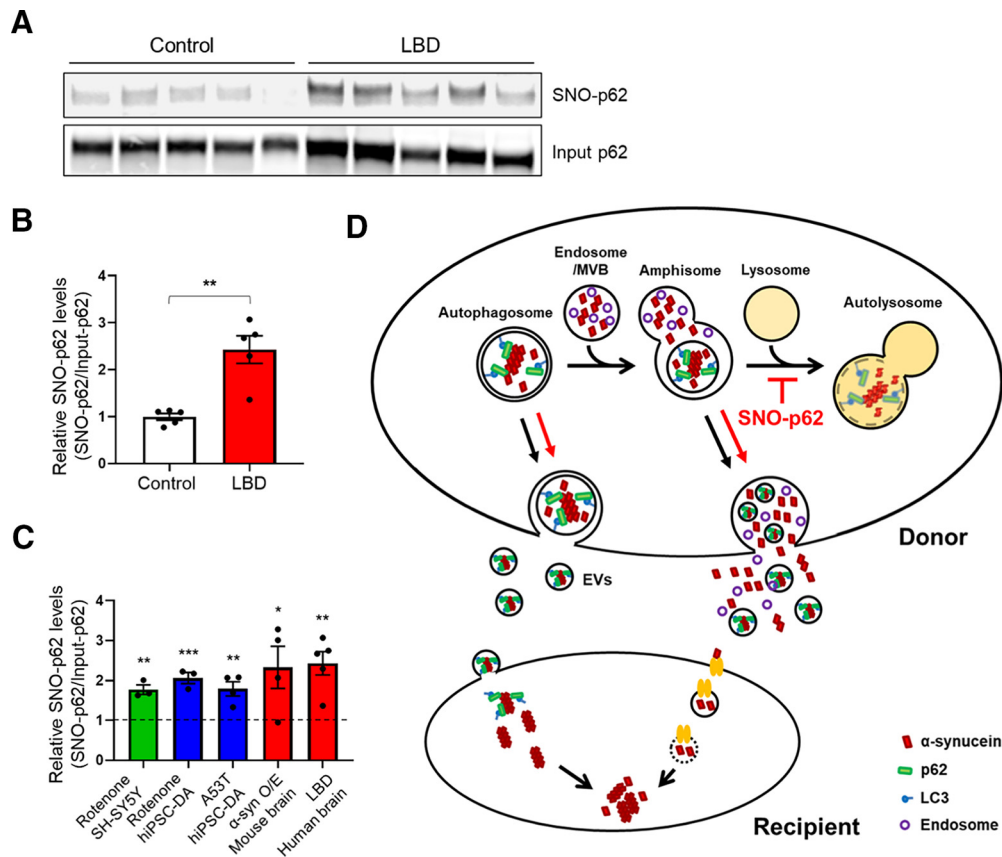 A
Control
LBD
SNO-p62
Input p62
B
Relative SNO-p62 levels
(SNO-p62/Input-p62)
4
3
2
1
0
**
Control
LBD
C
Relative SNO-p62 levels
(SNO-p62/Input-p62)
4
3
2
1
0
**
***
**
*
**
Rotenone
SH-SY5Y
Rotenone
hiPSC-DA
A53T
hiPSC-DA
α-syn O/E
Mouse brain
LBD
Human brain
D
Endosome
/MVB
Amphisome
Lysosome
Autophagosome
Autolysosome
SNO-p62
Donor
EVs
Recipient
α-synuclein
p62
LC3
Endosome